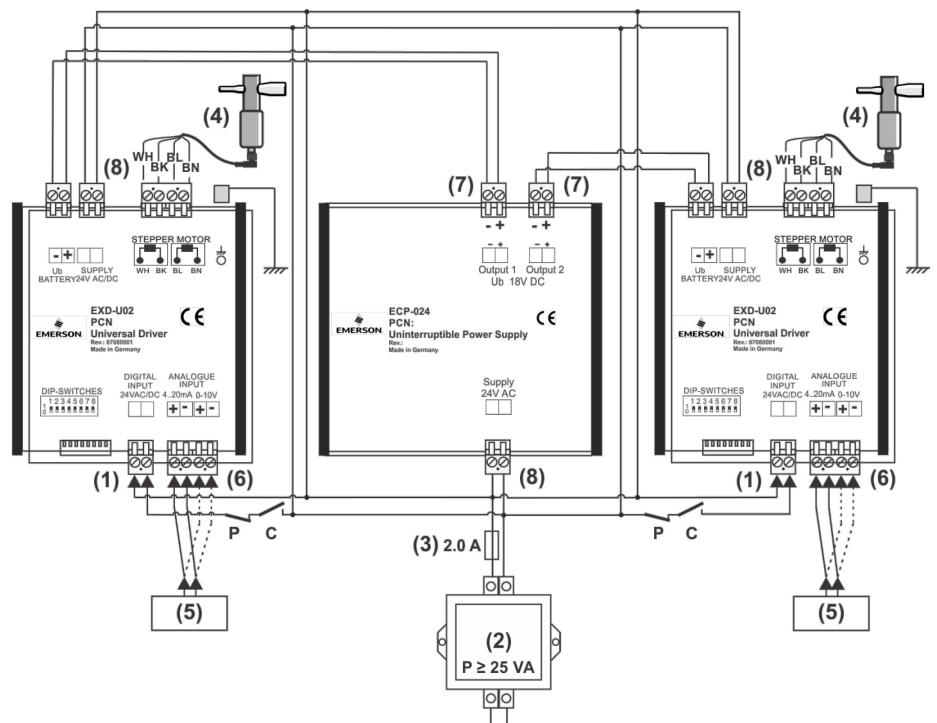 (4)
(4)
(8)
WH BK BL BN
(7)
(7)
(8)
WH BK BL BN
- +
Ub
BATTERY
SUPPLY
24V AC/DC
STEPPER MOTOR
WH BK BL BN
EXD-U02
PCN
Universal Driver
Rev.: 07080001
Made in Germany
EMERSON
CE
DIP-SWITCHES
1 2 3 4 5 6 7 8
1
0
DIGITAL
INPUT
24VAC/DC
ANALOGUE
INPUT
4..20mA 0-10V
+ - + -
- + - +
- + - +
Output 1 Output 2
Ub 18V DC
ECP-024
PCN:
Uninterruptible Power Supply
Rev.:
Made in Germany
EMERSON
CE
Supply
24V AC
- +
Ub
BATTERY
SUPPLY
24V AC/DC
STEPPER MOTOR
WH BK BL BN
EXD-U02
PCN
Universal Driver
Rev.: 07080001
Made in Germany
EMERSON
CE
DIP-SWITCHES
1 2 3 4 5 6 7 8
1
0
DIGITAL
INPUT
24VAC/DC
ANALOGUE
INPUT
4..20mA 0-10V
+ - + -
(1)
(6)
(8)
(1)
(6)
P C
P C
(3) 2.0 A
(5)
(5)
(2)
P ≥ 25 VA